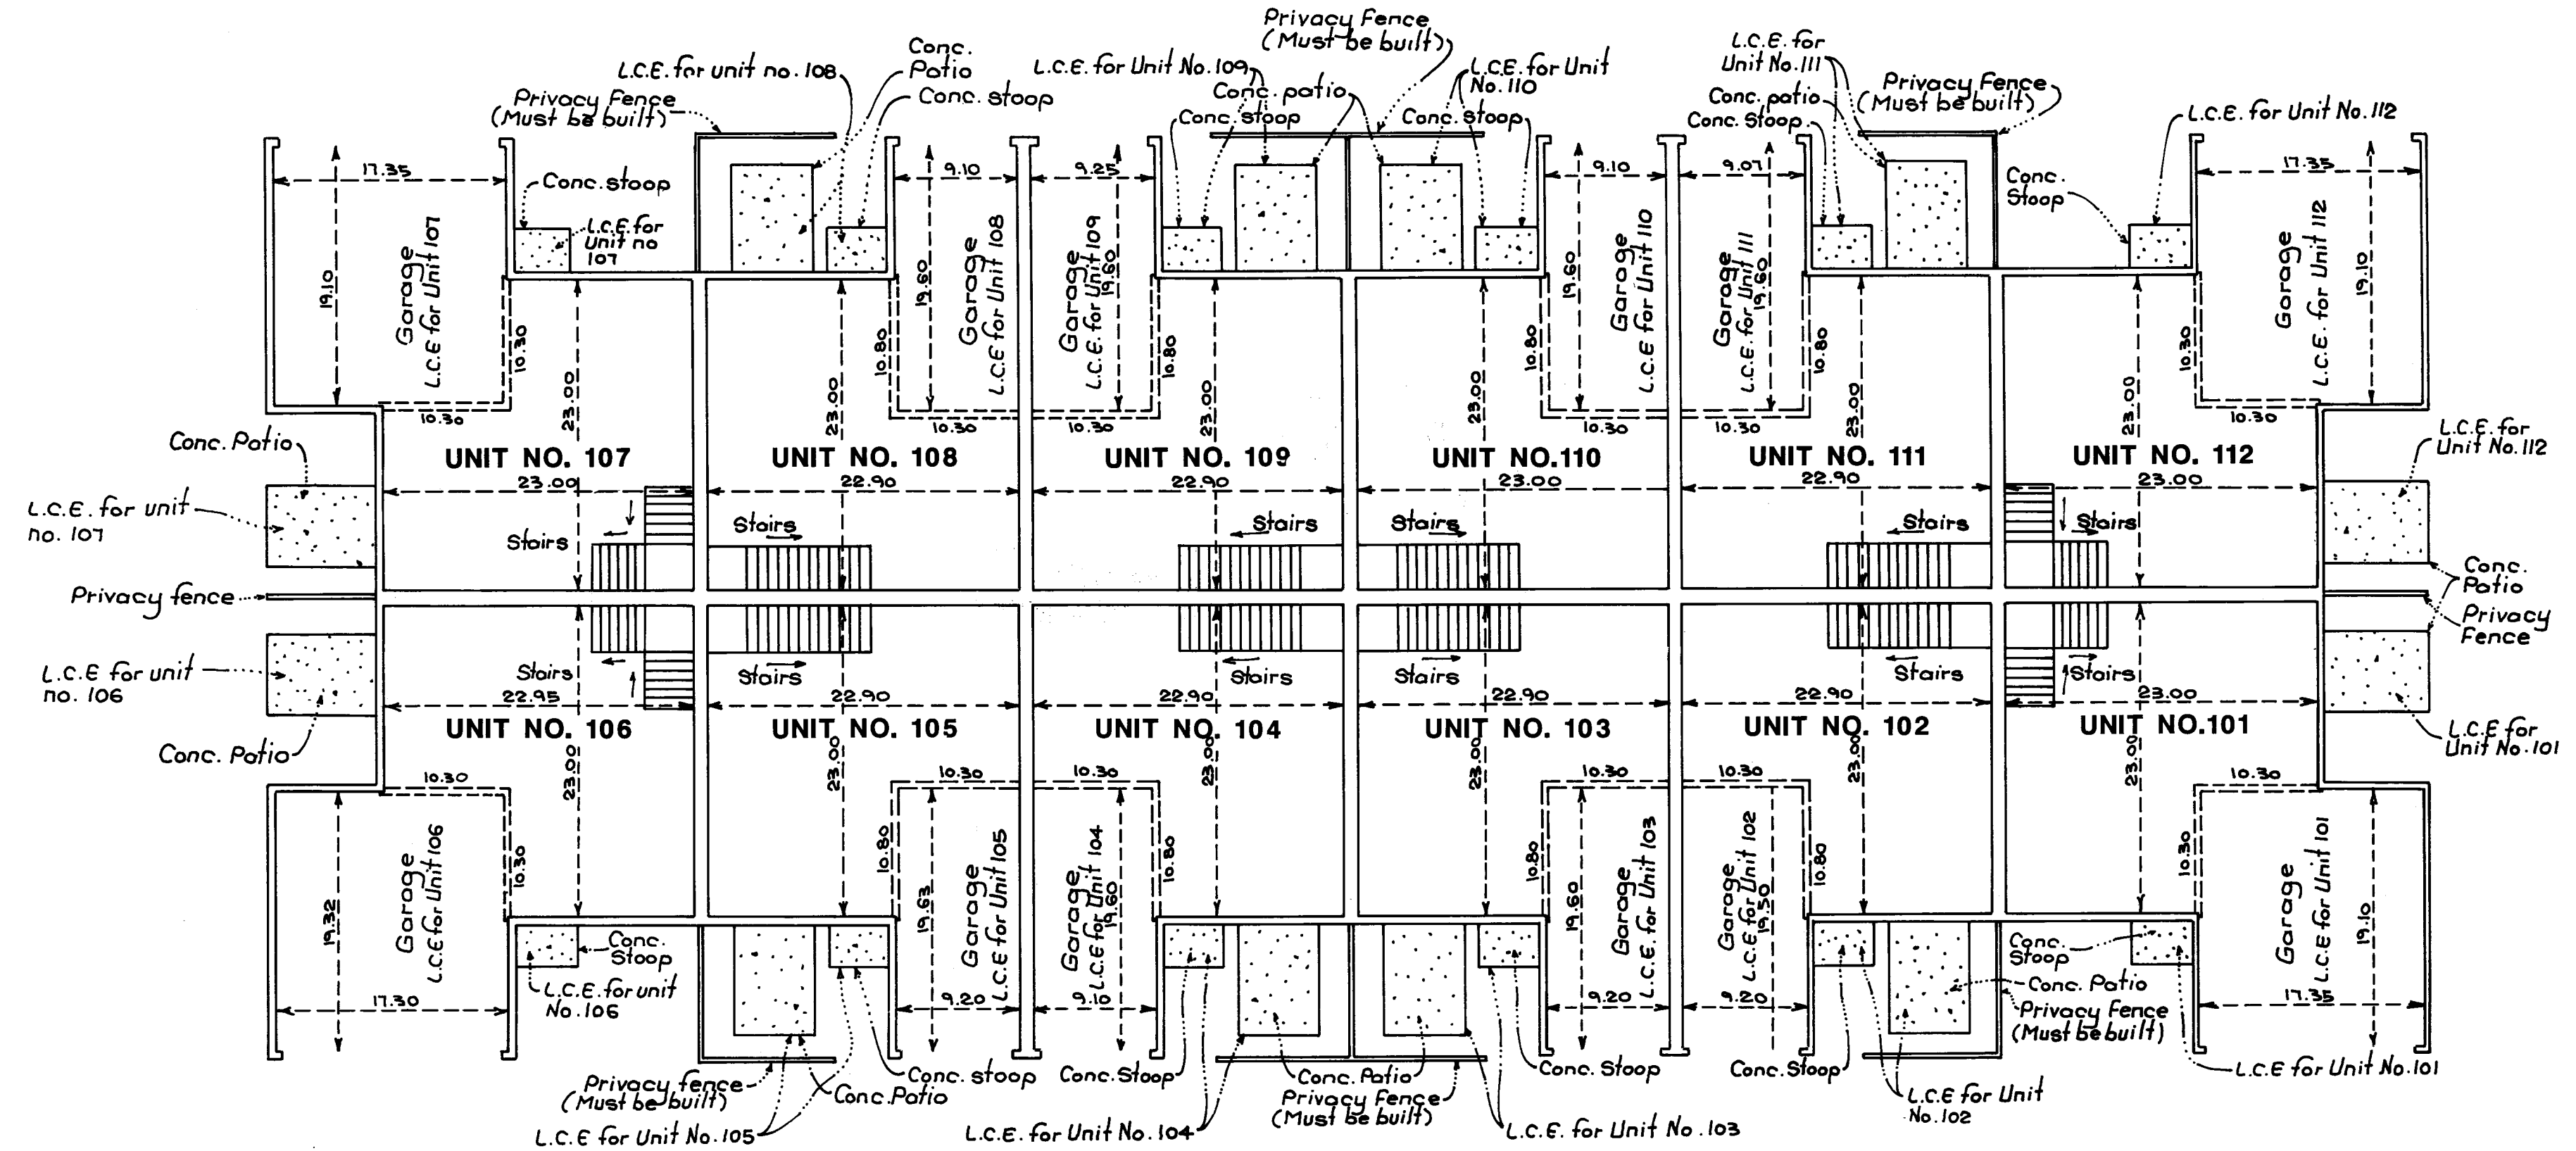 Privacy Fence
(Must be built)
L.C.E. for unit no. 108
Conc.
Patio
Conc. stoop
Privacy Fence
(Must be built)
L.C.E. for Unit No. 109
Conc. patio
Conc. stoop
L.C.E. for Unit
No. 110
Conc. stoop
L.C.E. for
Unit No. 111
Conc. patio
Conc. Stoop
Privacy Fence
(Must be built)
L.C.E. for Unit No. 112
17.35
Conc. stoop
L.C.E. for
Unit no
107
19.10
Garage
L.C.E for Unit 107
10.30
10.30
23.00
9.10
19.60
Garage
L.C.E for Unit 108
10.80
10.30
23.00
9.25
Garage
L.C.E. for Unit 109
19.60
10.80
10.30
23.00
9.10
19.60
Garage
L.C.E for Unit 110
10.80
10.30
23.00
9.07
Garage
L.C.E. for Unit 111
19.60
10.80
10.30
23.00
Conc.
Stoop
17.35
Garage
L.C.E. for Unit 112
19.10
10.30
10.30
23.00
Conc. Patio
L.C.E. for unit
no. 107
Privacy fence
L.C.E for unit
no. 106
Conc. Patio
UNIT NO. 107
23.00
Stairs
UNIT NO. 108
22.90
Stairs
UNIT NO. 109
22.90
Stairs
UNIT NO.110
23.00
Stairs
UNIT NO. 111
22.90
Stairs
UNIT NO. 112
23.00
Stairs
L.C.E. for
Unit No. 112
Conc.
Patio
Privacy
Fence
L.C.E for
Unit No. 101
Stairs
22.95
UNIT NO. 106
Stairs
22.90
UNIT NO. 105
Stairs
22.90
UNIT NO. 104
Stairs
22.90
UNIT NO. 103
Stairs
22.90
UNIT NO. 102
Stairs
23.00
UNIT NO.101
10.30
23.00
10.30
19.32
Garage
L.C.E for Unit 106
17.30
Conc.
Stoop
L.C.E. for unit
No. 106
23.00
10.30
10.80
19.63
Garage
L.C.E for Unit 105
9.20
10.30
23.00
Garage
L.C.E for Unit 104
19.60
10.80
9.10
23.00
10.30
10.80
19.60
Garage
L.C.E for Unit 103
9.20
10.30
23.00
Garage
L.C.E for Unit 102
19.50
10.80
9.20
23.00
10.30
10.30
Garage
L.C.E for Unit 101
19.10
17.35
Conc.
Stoop
Conc. Patio
Privacy Fence
(Must be built)
Privacy fence
(Must be built)
Conc. stoop
Conc. Patio
L.C.E for Unit No. 105
Conc. Stoop
Conc. Patio
Privacy Fence
(Must be built)
L.C.E. for Unit No. 104
Conc. Stoop
L.C.E. for Unit No. 103
Conc. Stoop
L.C.E for Unit
No. 102
L.C.E for Unit No. 101